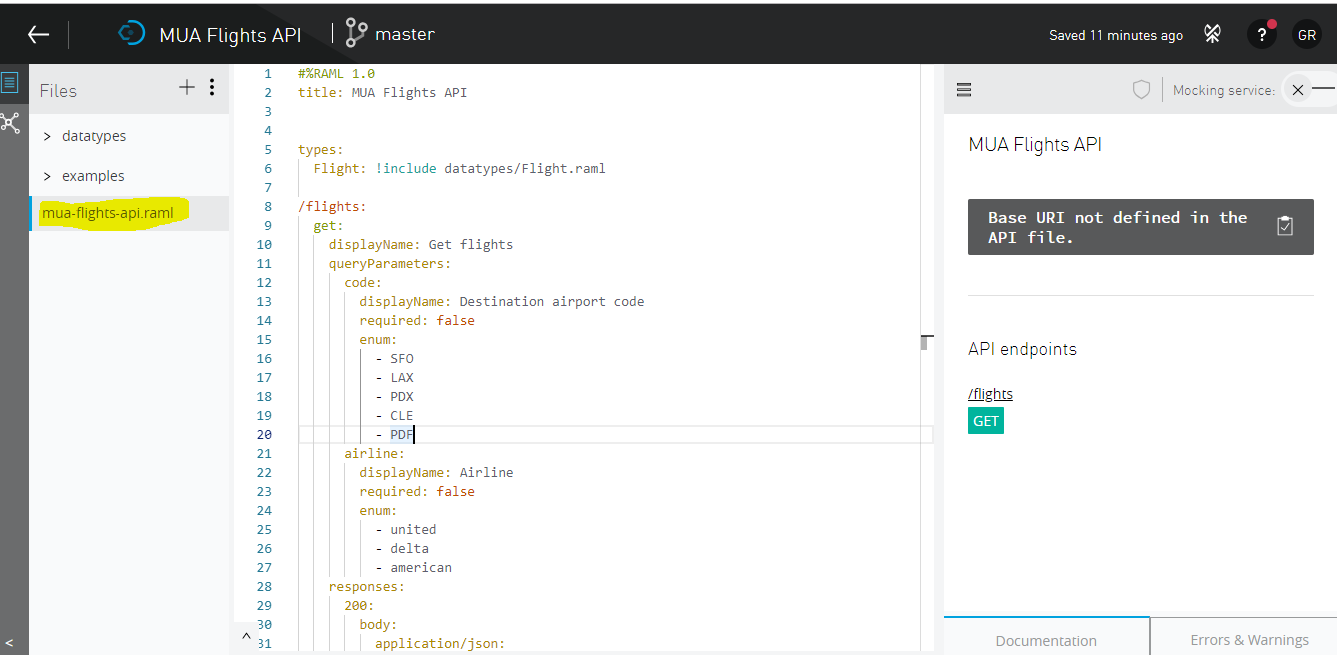 MUA Flights API
master
Saved 11 minutes ago
?
GR
Files
datatypes
examples
mua-flights-api.raml
1 #%RAML 1.0
2 title: MUA Flights API
3
4
5 types:
6 Flight: !include datatypes/Flight.raml
7
8 /flights:
9 get:
10 displayName: Get flights
11 queryParameters:
12 code:
13 displayName: Destination airport code
14 required: false
15 enum:
16 - SFO
17 - LAX
18 - PDX
19 - CLE
20 - PDF
21 airline:
22 displayName: Airline
23 required: false
24 enum:
25 - united
26 - delta
27 - american
28 responses:
29 200:
30 body:
31 application/json:
Mocking service:
MUA Flights API
Base URI not defined in the
API file.
API endpoints
/flights
GET
Documentation
Errors & Warnings